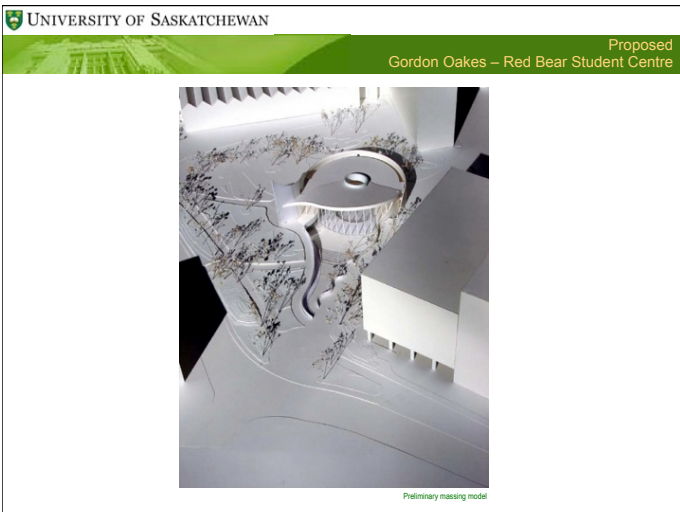 UNIVERSITY OF SASKATCHEWAN
Proposed
Gordon Oakes – Red Bear Student Centre
Preliminary massing model